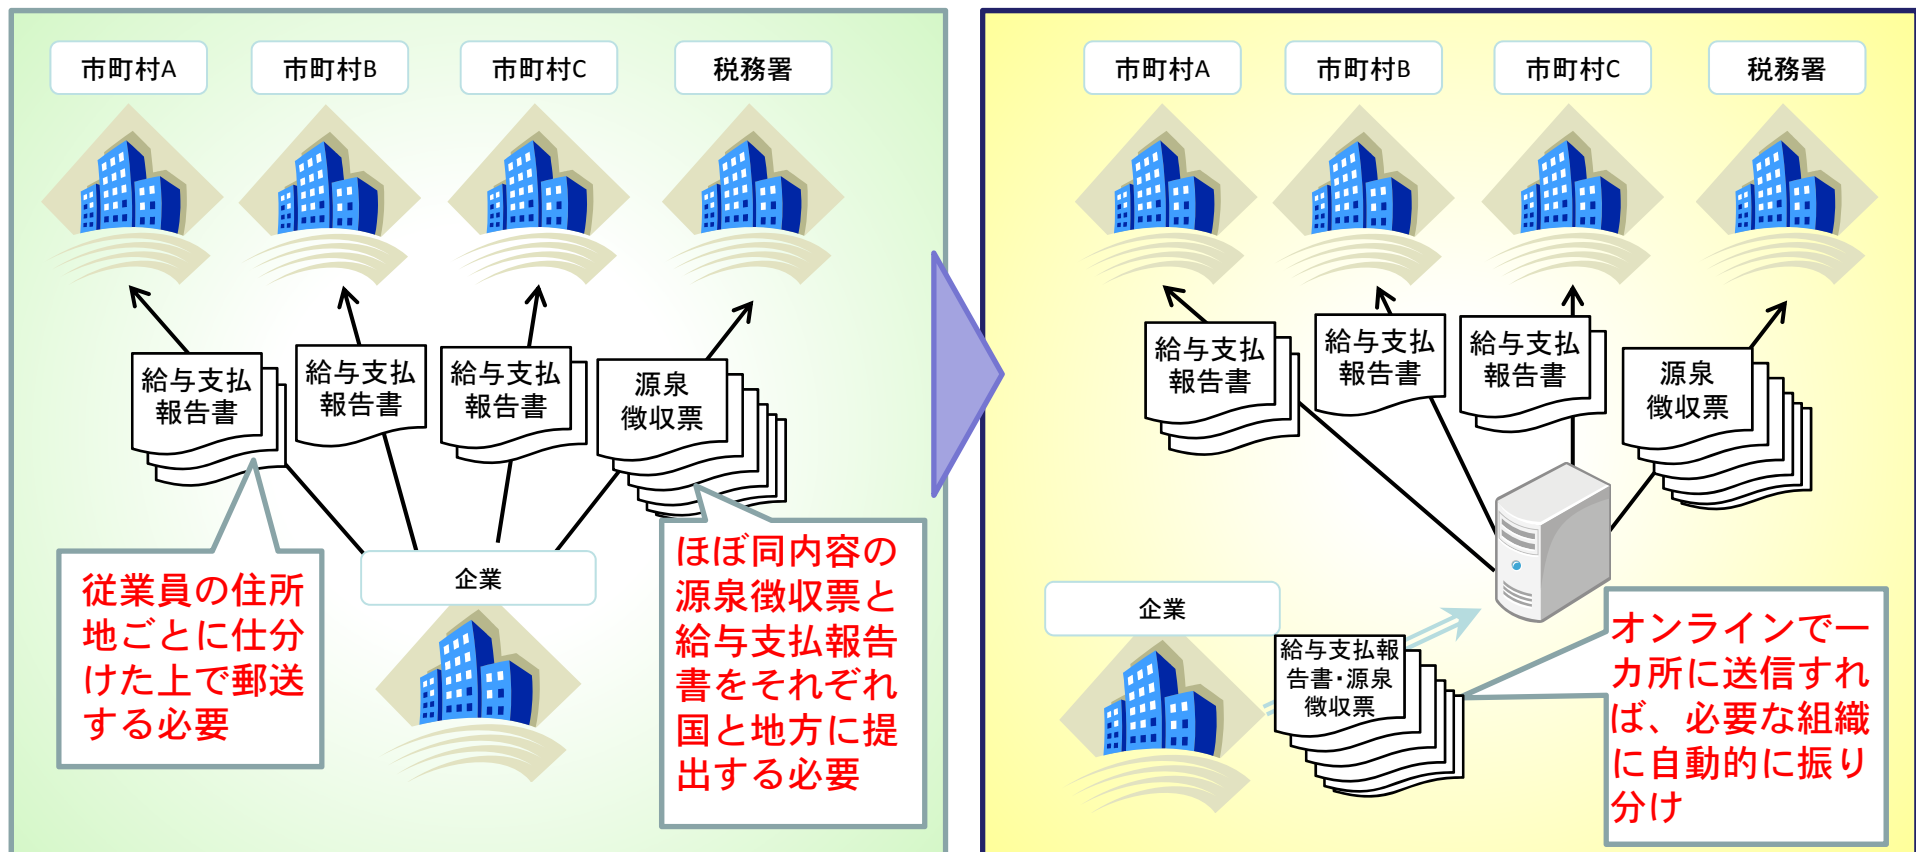 市町村A
市町村B
市町村C
税務署
給与支払
報告書
給与支払
報告書
給与支払
報告書
源泉
徴収票
従業員の住所
地ごとに仕分
けた上で郵送
する必要
企業
ほぼ同内容の
源泉徴収票と
給与支払報告
書をそれぞれ
国と地方に提
出する必要
市町村A
市町村B
市町村C
税務署
給与支払
報告書
給与支払
報告書
給与支払
報告書
源泉
徴収票
企業
給与支払報
告書・源泉
徴収票
オンラインで一
カ所に送信すれ
ば、必要な組織
に自動的に振り
分け